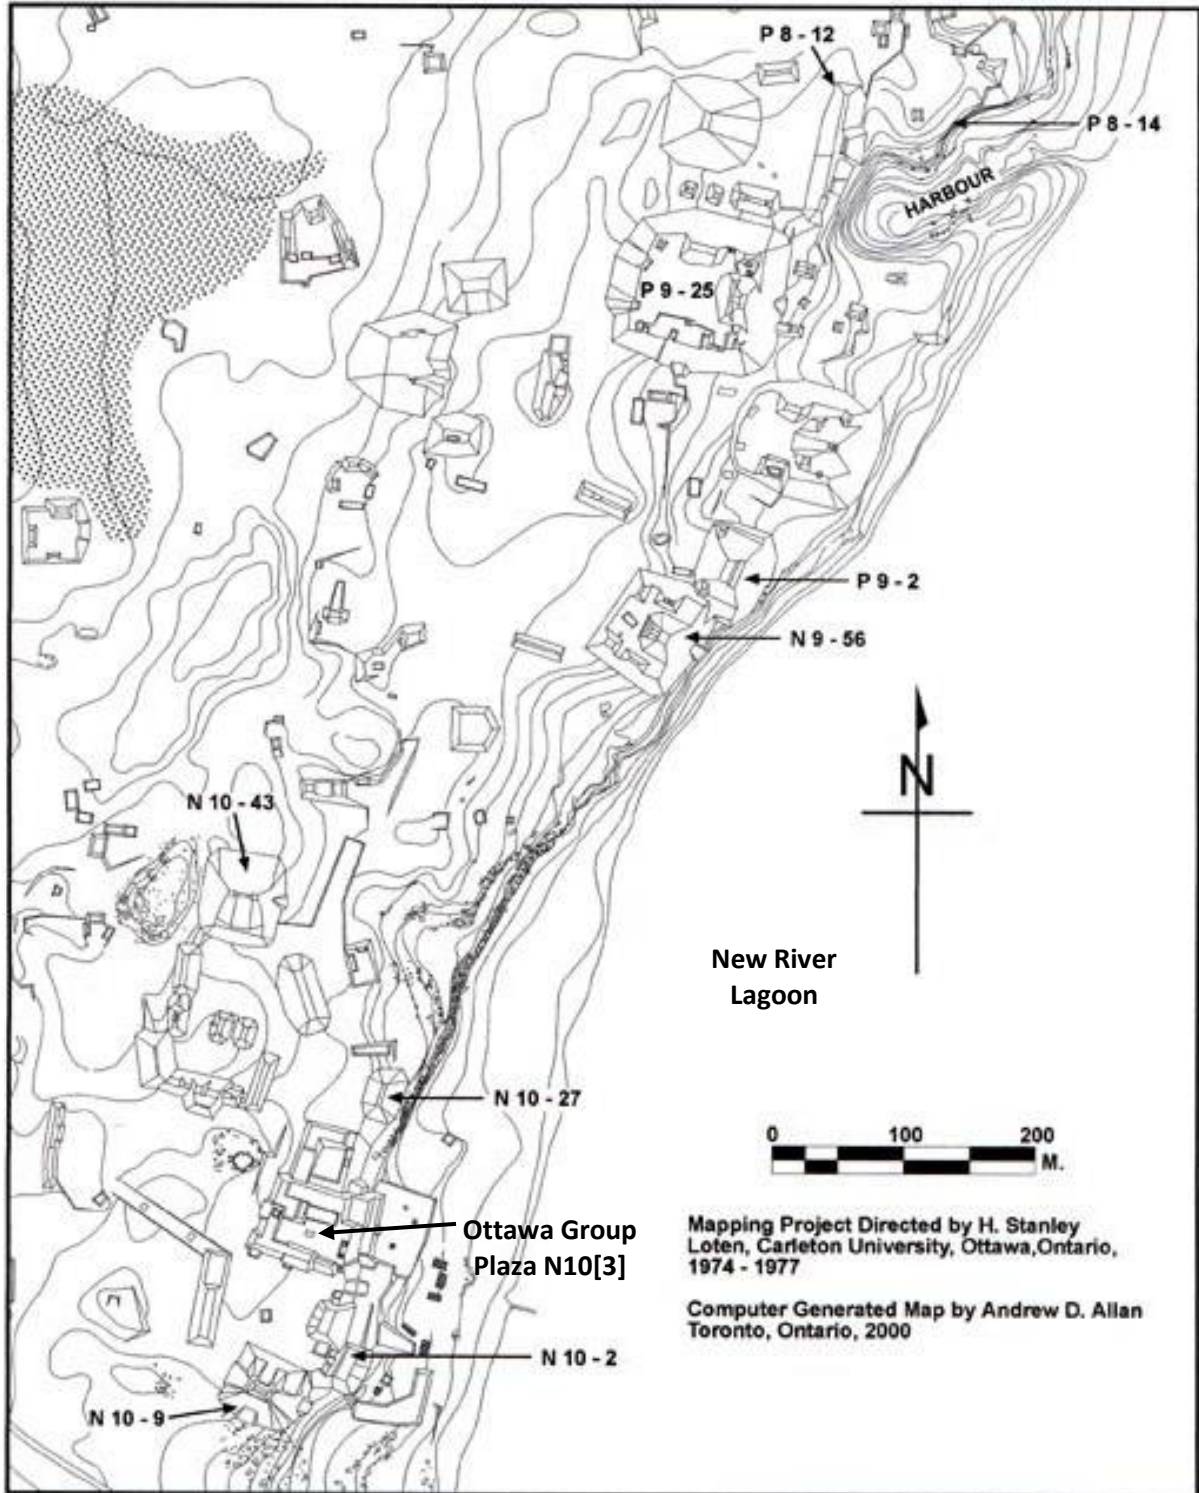 P 8 - 12
P 8 - 14
HARBOUR
P 9 - 25
P 9 - 2
N 9 - 56
N
N 10 - 43
New River
Lagoon
N 10 - 27
0 100 200
M.
Ottawa Group
Plaza N10[3]
Mapping Project Directed by H. Stanley
Loten, Carleton University, Ottawa,Ontario,
1974 - 1977
Computer Generated Map by Andrew D. Allan
Toronto, Ontario, 2000
N 10 - 2
N 10 - 9